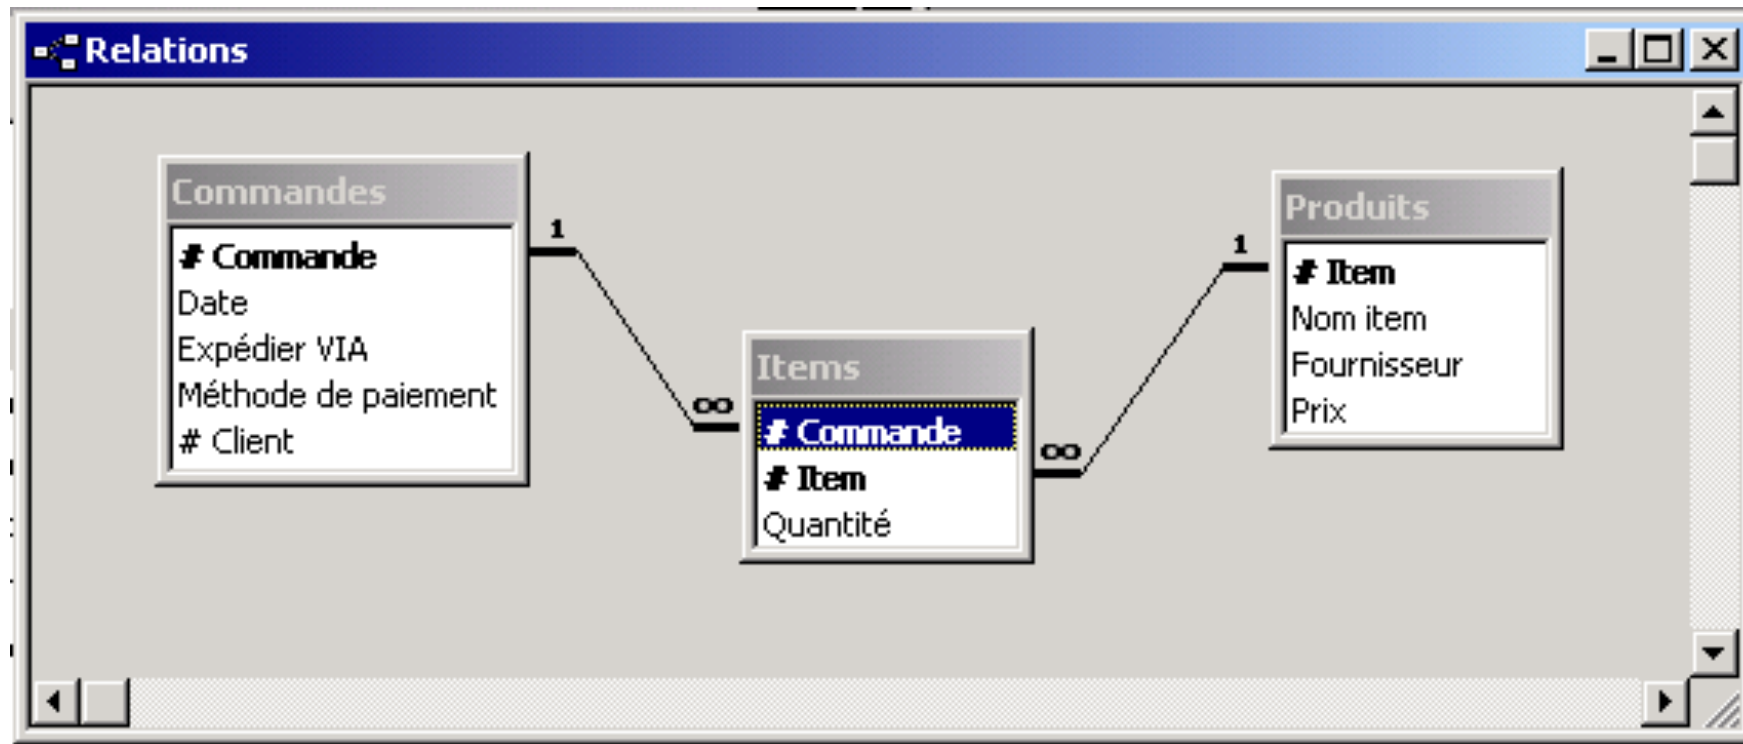 Relations
Commandes
# Commande
Date
Expédier VIA
Méthode de paiement
# Client
1
∞
Items
# Commande
# Item
Quantité
∞
1
Produits
# Item
Nom item
Fournisseur
Prix